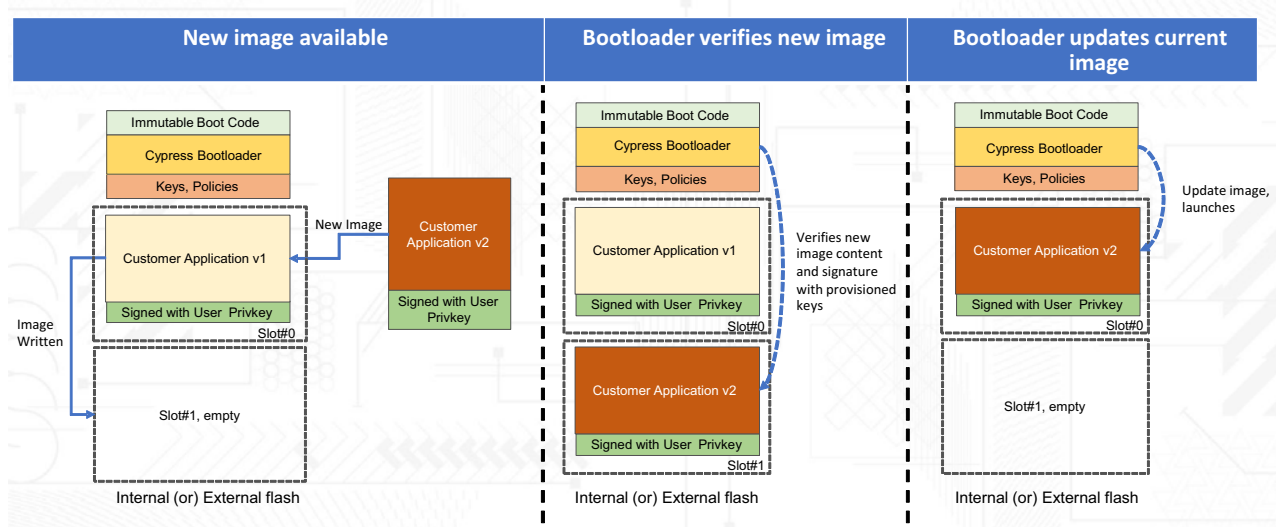 New image available
Bootloader verifies new image
Bootloader updates current
image
Immutable Boot Code
Cypress Bootloader
Keys, Policies
New Image
Customer
Application v2
Customer Application v1
Signed with User Privkey
Signed with User
Privkey
Slot#0
Image
Written
Slot#1, empty
Internal (or) External flash
Immutable Boot Code
Cypress Bootloader
Keys, Policies
Customer Application v1
Signed with User Privkey
Slot#0
Verifies new
image content
and signature
with provisioned
keys
Customer Application v2
Signed with User Privkey
Slot#1
Internal (or) External flash
Immutable Boot Code
Cypress Bootloader
Keys, Policies
Update image,
launches
Customer Application v2
Signed with User Privkey
Slot#0
Slot#1, empty
Internal (or) External flash